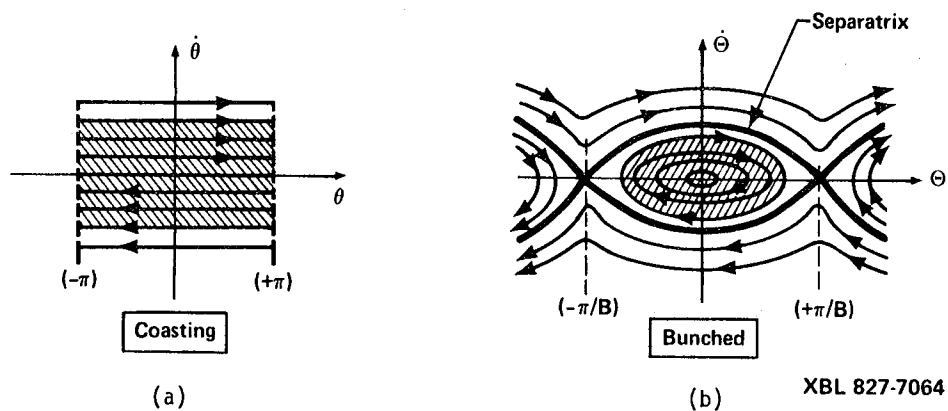 θ̇
θ
(-π)
(+π)
Coasting
(a)
Separatrix
Θ̇
Θ
(-π/B)
(+π/B)
Bunched
(b)
XBL 827-7064